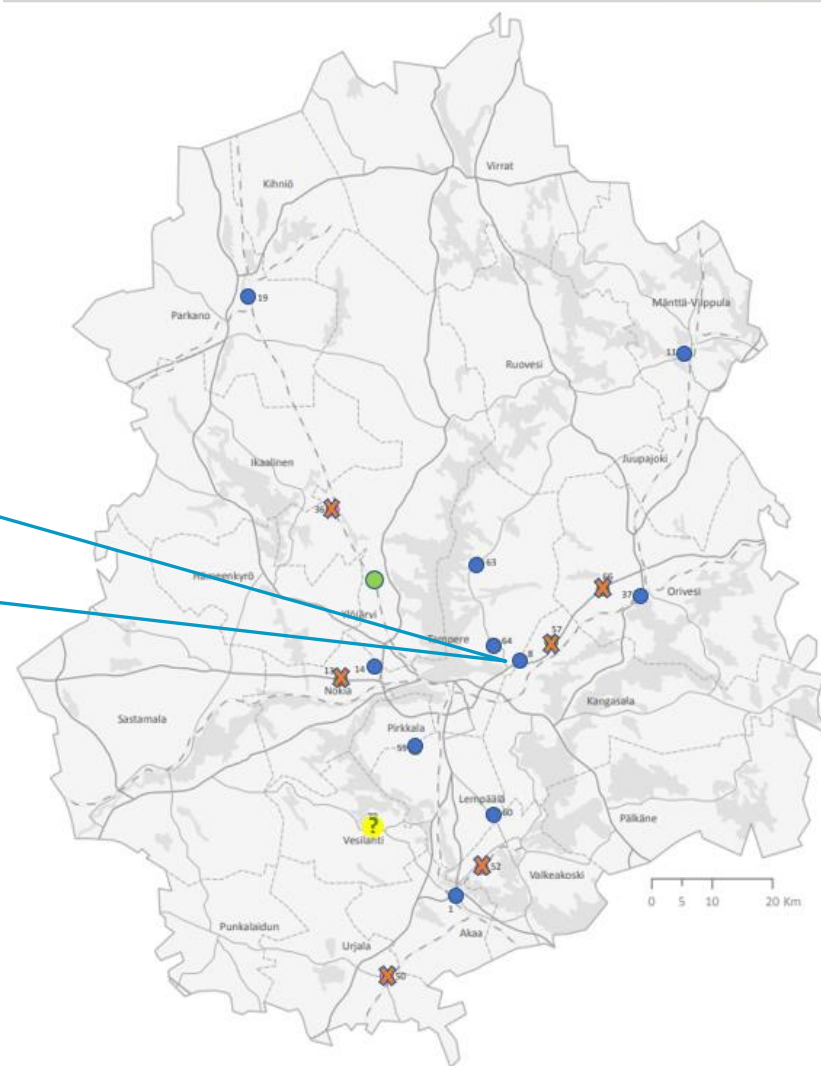 Virrat
Kihniö
19
Parkano
Mänttä-Vilppula
11
Ruovesi
Ikaalinen
Juupajoki
36
63
Hämeenkyrö
66
37
Orivesi
Ylöjärvi
57
Tampere
64
8
14
13
Nokia
Kangasala
Sastamala
Pirkkala
59
Lempäälä
60
Pälkäne
?
Vesilahti
52
Valkeakoski
0 5 10 20 Km
1
Punkalaidun
Akaa
Urjala
50